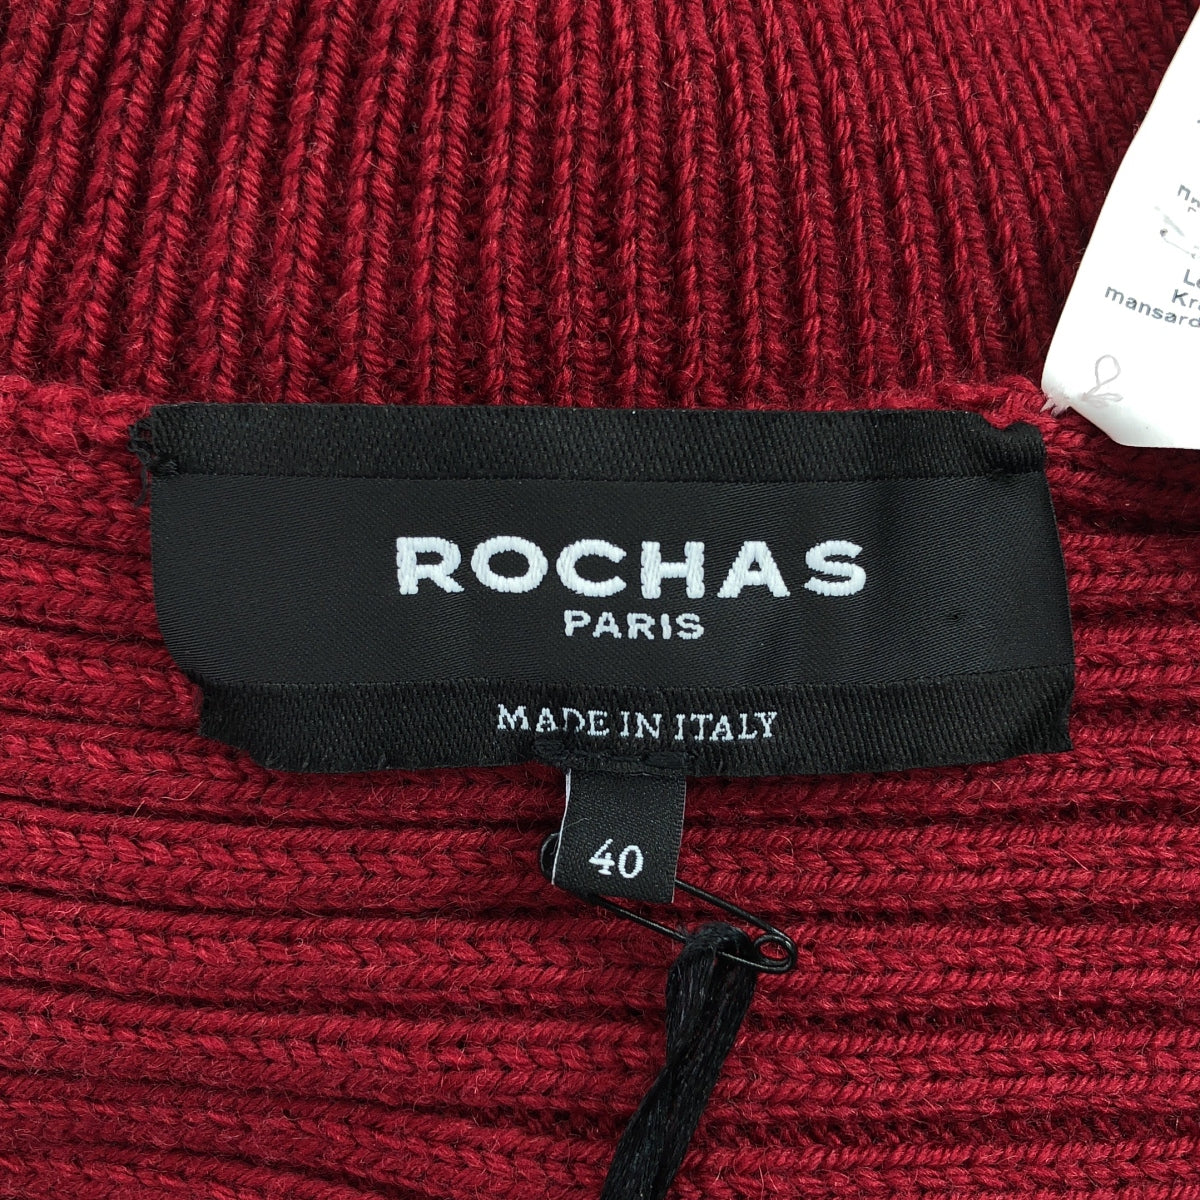 ROCHAS
PARIS
MADE IN ITALY
40
mansard